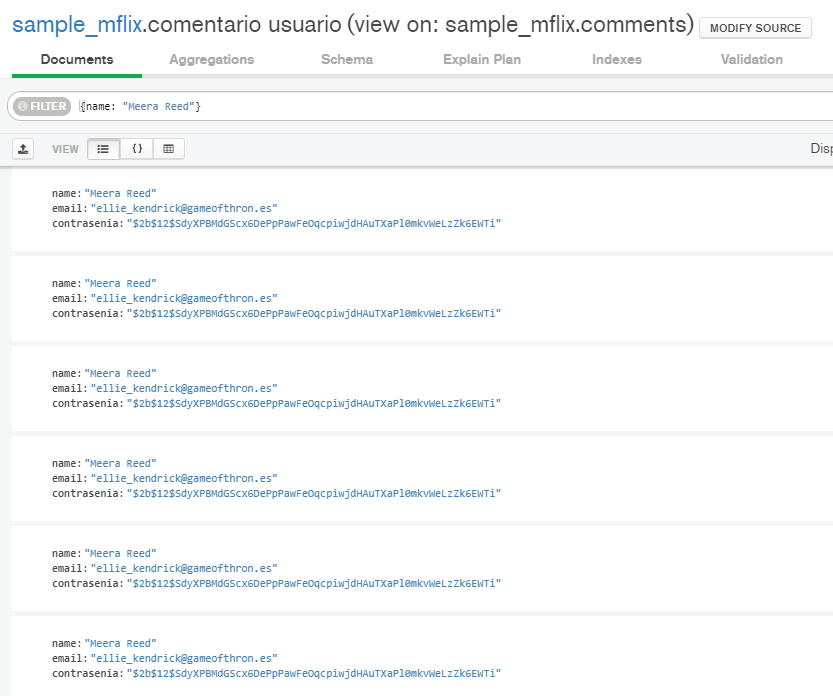 sample_mflix.comentario usuario (view on: sample_mflix.comments) MODIFY SOURCE
Documents Aggregations Schema Explain Plan Indexes Validation
FILTER {name: "Meera Reed"}
VIEW {} Disp
name: "Meera Reed"
email: "ellie_kendrick@gameofthron.es"
contrasenia: "$2b$12$SdyXPBMdGScx6DePpPawFeOqcpiwjdHAuTXaPl0mkvWeLzZk6EWTi"
name: "Meera Reed"
email: "ellie_kendrick@gameofthron.es"
contrasenia: "$2b$12$SdyXPBMdGScx6DePpPawFeOqcpiwjdHAuTXaPl0mkvWeLzZk6EWTi"
name: "Meera Reed"
email: "ellie_kendrick@gameofthron.es"
contrasenia: "$2b$12$SdyXPBMdGScx6DePpPawFeOqcpiwjdHAuTXaPl0mkvWeLzZk6EWTi"
name: "Meera Reed"
email: "ellie_kendrick@gameofthron.es"
contrasenia: "$2b$12$SdyXPBMdGScx6DePpPawFeOqcpiwjdHAuTXaPl0mkvWeLzZk6EWTi"
name: "Meera Reed"
email: "ellie_kendrick@gameofthron.es"
contrasenia: "$2b$12$SdyXPBMdGScx6DePpPawFeOqcpiwjdHAuTXaPl0mkvWeLzZk6EWTi"
name: "Meera Reed"
email: "ellie_kendrick@gameofthron.es"
contrasenia: "$2b$12$SdyXPBMdGScx6DePpPawFeOqcpiwjdHAuTXaPl0mkvWeLzZk6EWTi"